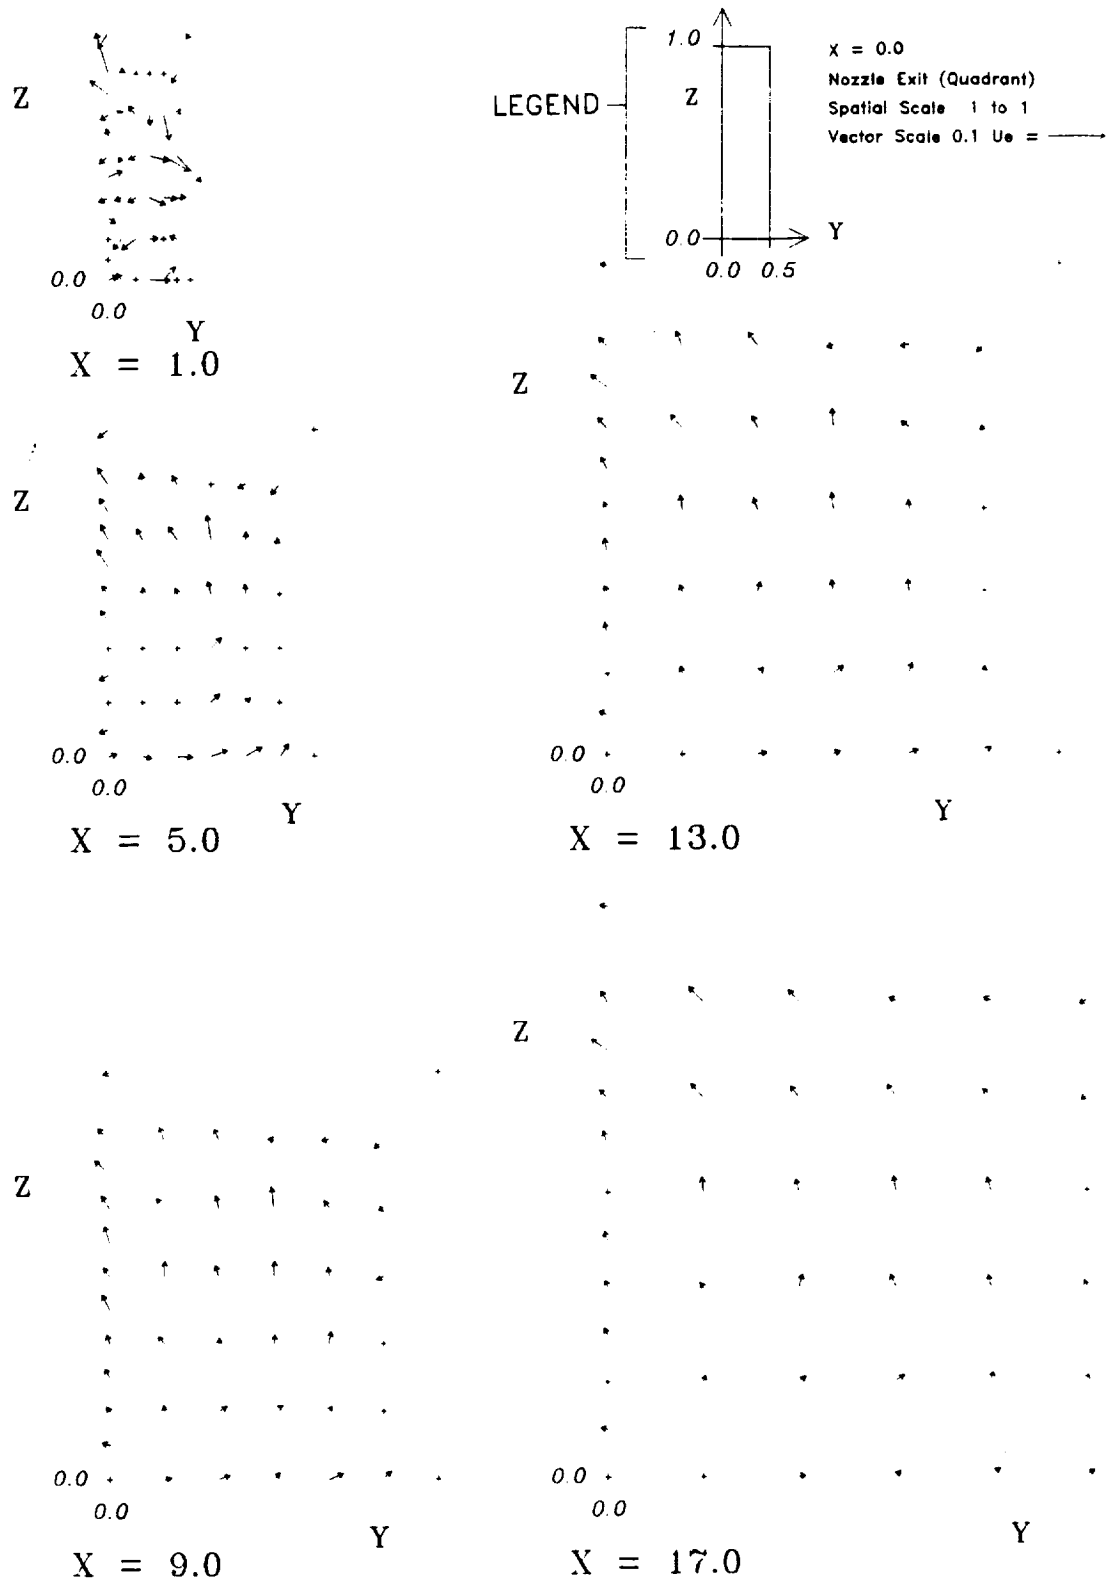 Z
0.0
0.0
Y
X = 1.0
LEGEND
1.0
Z
0.0
Y
0.0 0.5
X = 0.0
Nozzle Exit (Quadrant)
Spatial Scale 1 to 1
Vector Scale 0.1 Ue =
Z
0.0
0.0
Y
X = 5.0
Z
0.0
0.0
Y
X = 13.0
Z
0.0
0.0
Y
X = 9.0
Z
0.0
0.0
Y
X = 17.0